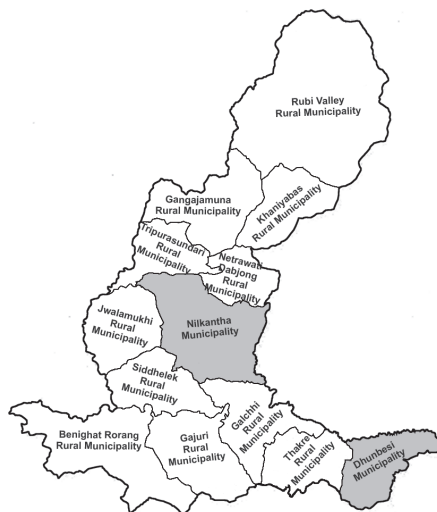 Rubi Valley
Rural Municipality
Gangajamuna
Rural Municipality
Khaniyabas
Rural Municipality
Tripurasundari
Rural
Municipality
Netrawati
Dabjong
Rural
Municipality
Jwalamukhi
Rural
Municipality
Nilkantha
Municipality
Siddhelek
Rural
Municipality
Galchhi
Rural
Municipality
Benighat Rorang
Rural Municipality
Gajuri
Rural
Municipality
Thakre
Rural
Municipality
Dhunbesi
Municipality